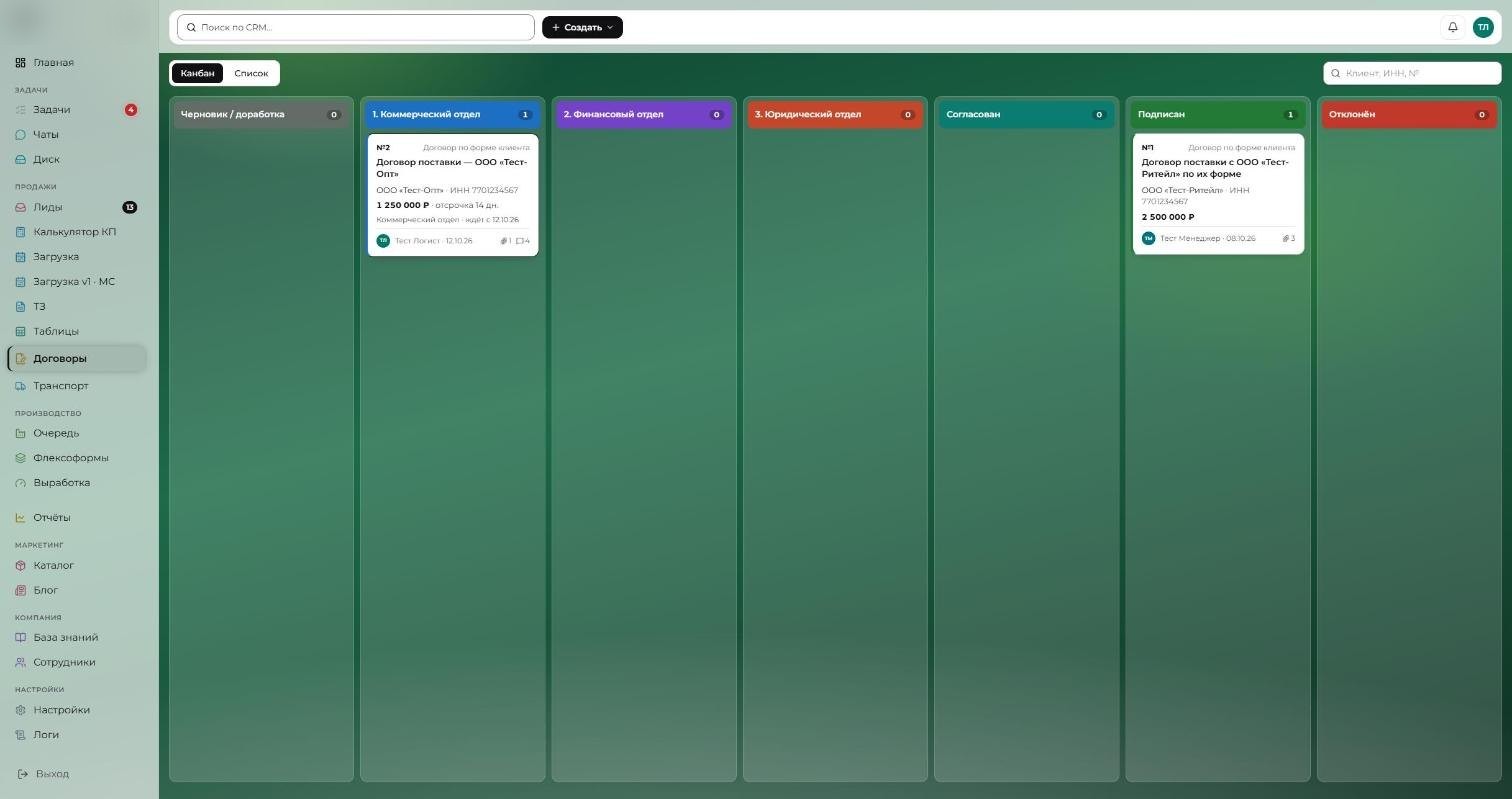 Поиск по CRM...
Создать
ТЛ
Главная
ЗАДАЧИ
Задачи
4
Чаты
Диск
ПРОДАЖИ
Лиды
13
Калькулятор КП
Загрузка
Загрузка v1 · МС
ТЗ
Таблицы
Договоры
Транспорт
ПРОИЗВОДСТВО
Очередь
Флексоформы
Выработка
Отчёты
МАРКЕТИНГ
Каталог
Блог
КОМПАНИЯ
База знаний
Сотрудники
НАСТРОЙКИ
Настройки
Логи
Выход
Канбан
Список
Клиент, ИНН, №
Черновик / доработка 0
1. Коммерческий отдел 1
№2 Договор по форме клиента
Договор поставки — ООО «Тест-
Опт»
ООО «Тест-Опт» · ИНН 7701234567
1 250 000 ₽ · отсрочка 14 дн.
Коммерческий отдел · ждёт с 12.10.26
ТЛ Тест Логист · 12.10.26 1 4
2. Финансовый отдел 0
3. Юридический отдел 0
Согласован 0
Подписан 1
№1 Договор по форме клиента
Договор поставки с ООО «Тест-
Ритейл» по их форме
ООО «Тест-Ритейл» · ИНН
7701234567
2 500 000 ₽
ТМ Тест Менеджер · 08.10.26 3
Отклонён 0